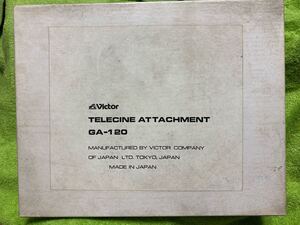 Victor
TELECINE ATTACHMENT
GA-120
MANUFACTURED BY VICTOR COMPANY
OF JAPAN LTD. TOKYO, JAPAN
MADE IN JAPAN